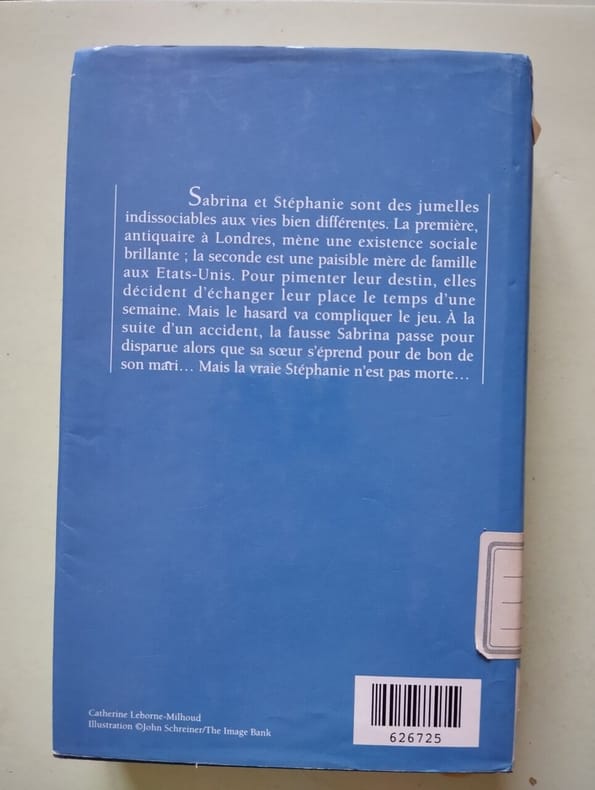 Sabrina et Stéphanie sont des jumelles
indissociables aux vies bien différentes. La première,
antiquaire à Londres, mène une existence sociale
brillante ; la seconde est une paisible mère de famille
aux Etats-Unis. Pour pimenter leur destin, elles
décident d'échanger leur place le temps d'une
semaine. Mais le hasard va compliquer le jeu. À la
suite d'un accident, la fausse Sabrina passe pour
disparue alors que sa sœur s'éprend pour de bon de
son mari... Mais la vraie Stéphanie n'est pas morte...
Catherine Leborne-Milhoud
Illustration ©John Schreiner/The Image Bank
626725